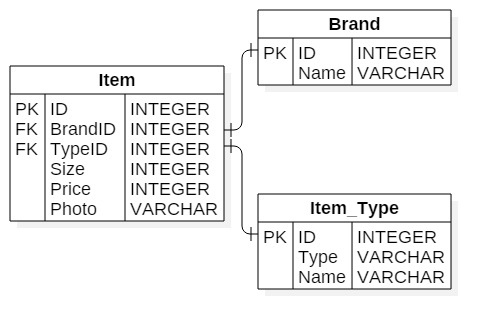 Brand
PK ID INTEGER
Name VARCHAR
Item
PK ID INTEGER
FK BrandID INTEGER
FK TypeID INTEGER
Size INTEGER
Price INTEGER
Photo VARCHAR
Item_Type
PK ID INTEGER
Type VARCHAR
Name VARCHAR